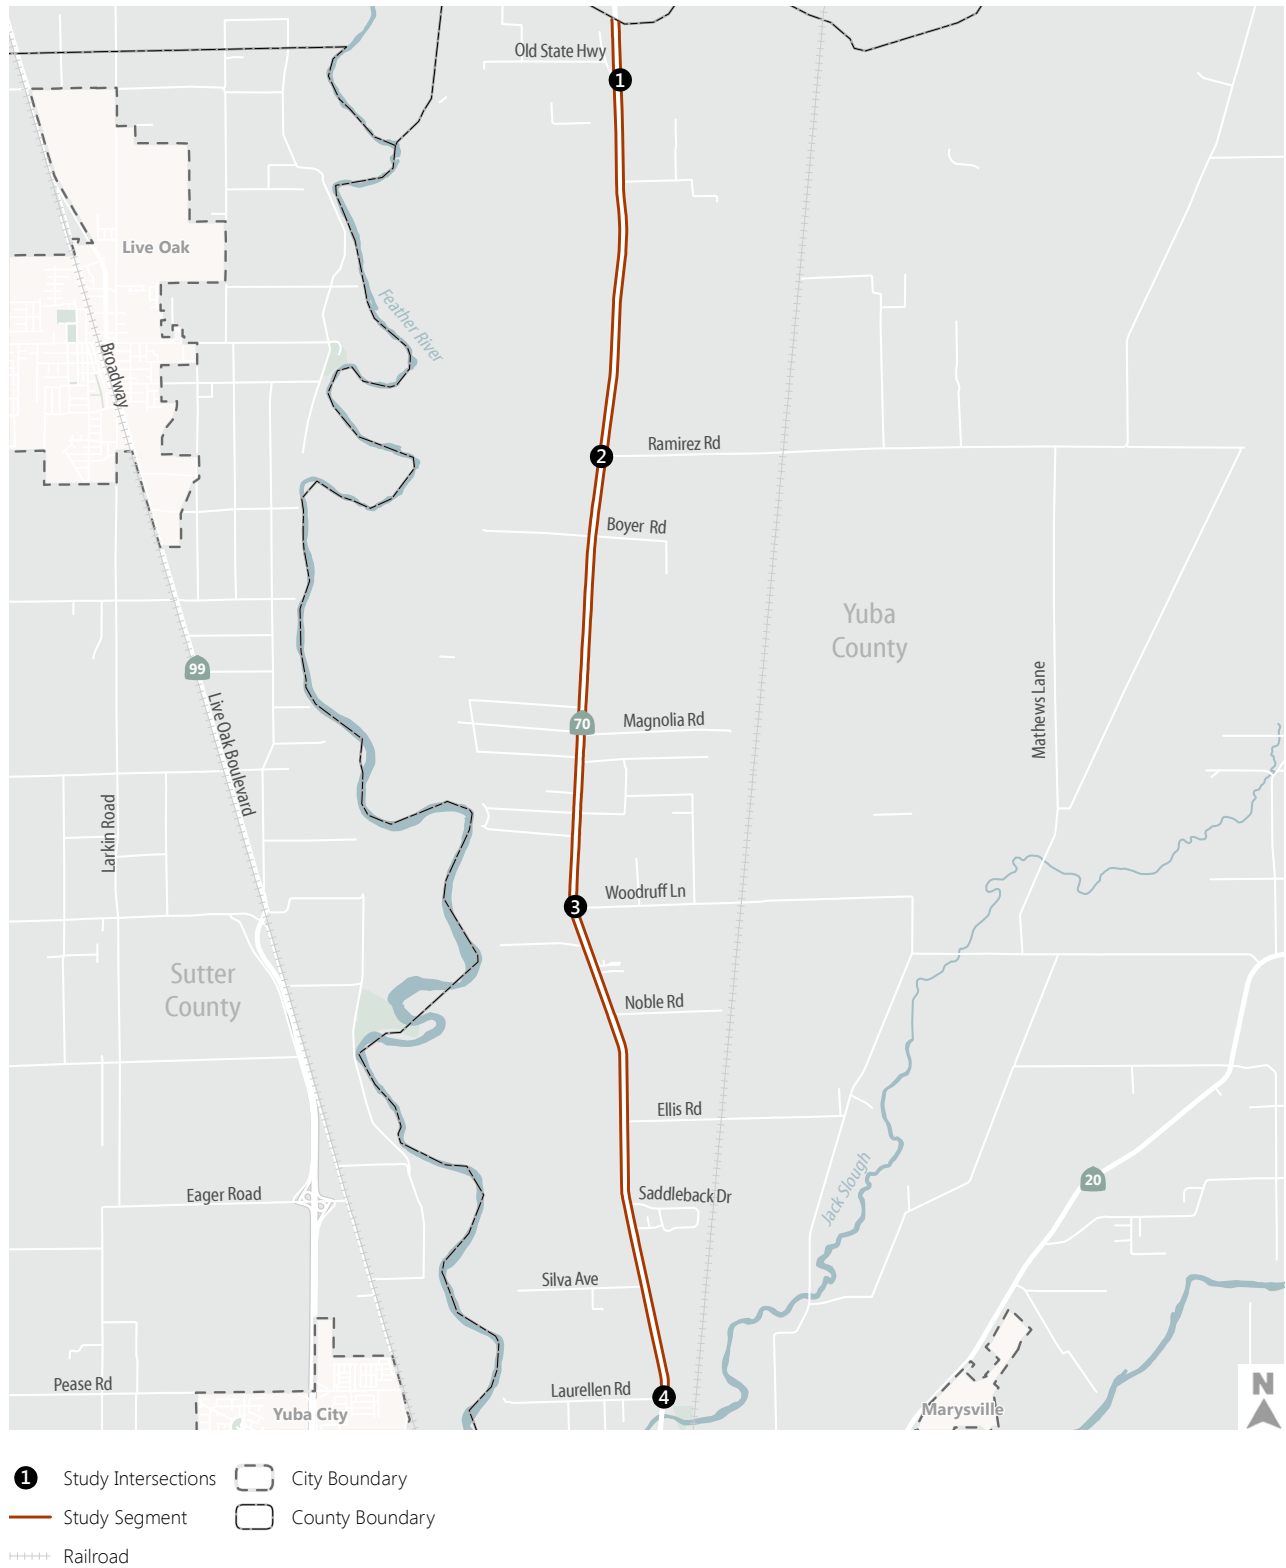 Old State Hwy
1
Live Oak
Feather River
Broadway
Ramirez Rd
2
Boyer Rd
Yuba
County
99
Mathews Lane
Live Oak Boulevard
70
Magnolia Rd
Larkin Road
Woodruff Ln
3
Sutter
County
Noble Rd
Ellis Rd
Jack Slough
20
Eager Road
Saddleback Dr
Silva Ave
Pease Rd
Laurellen Rd
4
Yuba City
Marysville
N
1 Study Intersections
City Boundary
Study Segment
County Boundary
Railroad